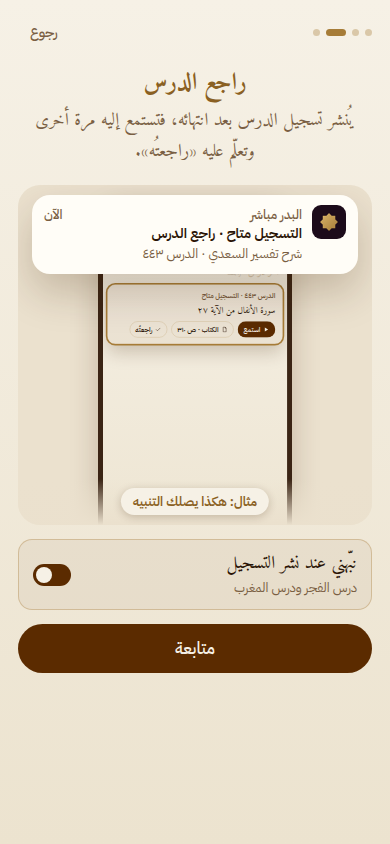 رجوع
راجع الدرس
يُنشر تسجيل الدرس بعد انتهائه، فتستمع إليه مرة أخرى
وتعلّم عليه «راجعتُه».
البدر مباشر
الآن
التسجيل متاح · راجع الدرس
شرح تفسير السعدي · الدرس ٤٤٣
الدرس ٤٤٣ · التسجيل متاح
سورة الأنفال من الآية ٢٧
استمع
الكتاب · ص ٣١٠
راجعتُه
مثال: هكذا يصلك التنبيه
نبّهني عند نشر التسجيل
درس الفجر ودرس المغرب
متابعة